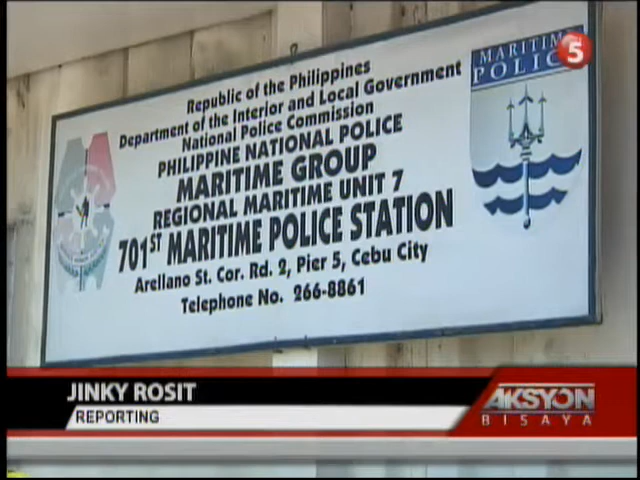 Republic of the Philippines
Department of the Interior and Local Government
National Police Commission
PHILIPPINE NATIONAL POLICE
MARITIME GROUP
REGIONAL MARITIME UNIT 7
701ST MARITIME POLICE STATION
Arellano St. Cor. Rd. 2, Pier 5, Cebu City
Telephone No. 266-8861
MARITIM
POLIC
5
JINKY ROSIT
REPORTING
AKSYON
BISAYA